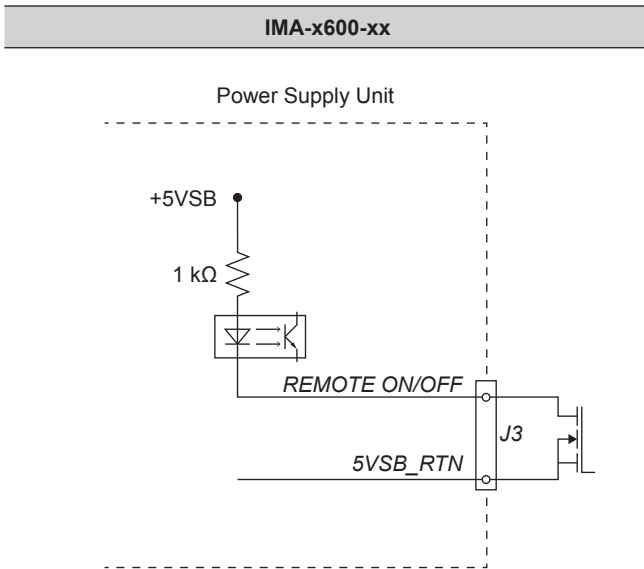 IMA-x600-xx
Power Supply Unit
+5VSB
1 kΩ
REMOTE ON/OFF
J3
5VSB_RTN